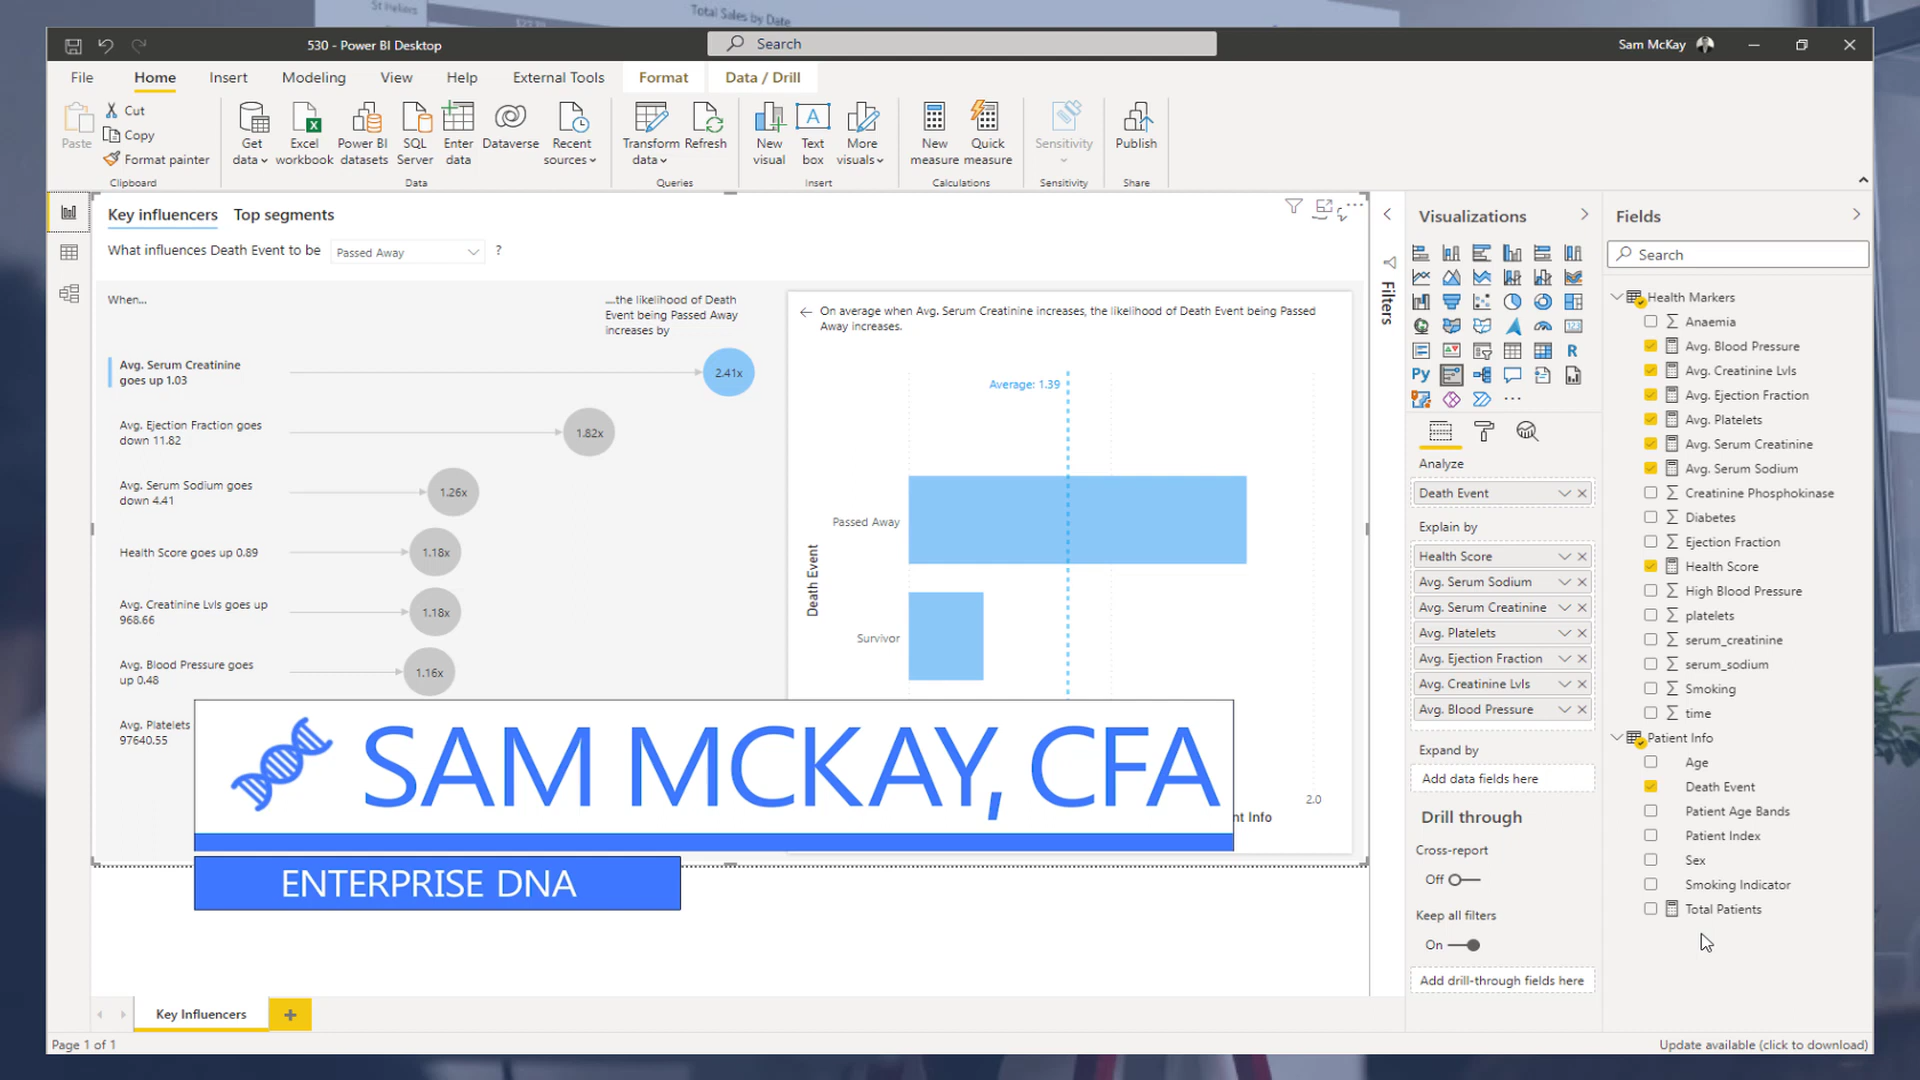 St Peters
Total Sales by Date
530 - Power BI Desktop
Search
Sam McKay
File
Home
Insert
Modeling
View
Help
External Tools
Format
Data / Drill
Paste
Cut
Copy
Format painter
Clipboard
Get
data
Excel
workbook
Power BI
datasets
SQL
Server
Enter
data
Dataverse
Recent
sources
Data
Transform
data
Refresh
Queries
New
visual
Text
box
More
visuals
Insert
New
measure
Quick
measure
Calculations
Sensitivity
Sensitivity
Publish
Share
Key influencers
Top segments
What influences Death Event to be
Passed Away
?
When...
....the likelihood of Death
Event being Passed Away
increases by
Avg. Serum Creatinine
goes up 1.03
2.41x
Avg. Ejection Fraction goes
down 11.82
1.82x
Avg. Serum Sodium goes
down 4.41
1.26x
Health Score goes up 0.89
1.18x
Avg. Creatinine Lvls goes up
968.66
1.18x
Avg. Blood Pressure goes
up 0.48
1.16x
Avg. Platelets
97640.55
On average when Avg. Serum Creatinine increases, the likelihood of Death Event being Passed
Away increases.
Average: 1.39
Death Event
Passed Away
Survivor
2.0
nt Info
SAM MCKAY, CFA
ENTERPRISE DNA
Filters
Visualizations
Py
R
123
Analyze
Death Event
Explain by
Health Score
Avg. Serum Sodium
Avg. Serum Creatinine
Avg. Platelets
Avg. Ejection Fraction
Avg. Creatinine Lvls
Avg. Blood Pressure
Expand by
Add data fields here
Drill through
Cross-report
Off
Keep all filters
On
Add drill-through fields here
Fields
Search
Health Markers
Anaemia
Avg. Blood Pressure
Avg. Creatinine Lvls
Avg. Ejection Fraction
Avg. Platelets
Avg. Serum Creatinine
Avg. Serum Sodium
Creatinine Phosphokinase
Diabetes
Ejection Fraction
Health Score
High Blood Pressure
platelets
serum_creatinine
serum_sodium
Smoking
time
Patient Info
Age
Death Event
Patient Age Bands
Patient Index
Sex
Smoking Indicator
Total Patients
Key Influencers
Page 1 of 1
Update available (click to download)